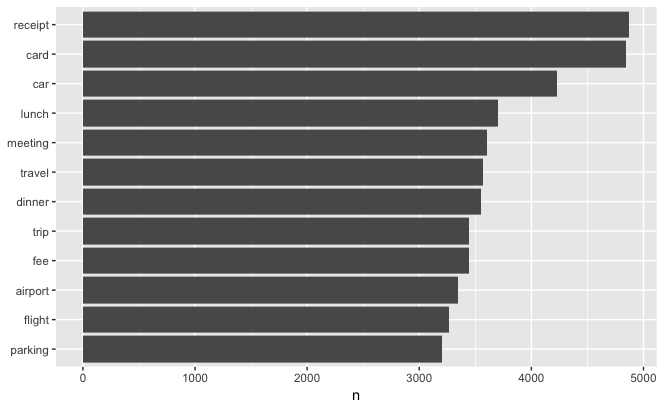 receipt
card
car
lunch
meeting
travel
dinner
trip
fee
airport
flight
parking
0 1000 2000 3000 4000 5000
n